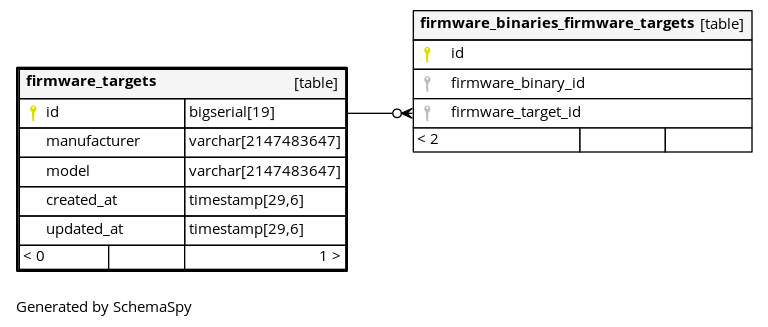 firmware_targets [table]
id bigserial[19]
manufacturer varchar[2147483647]
model varchar[2147483647]
created_at timestamp[29,6]
updated_at timestamp[29,6]
< 0 1 >
firmware_binaries_firmware_targets [table]
id
firmware_binary_id
firmware_target_id
< 2
Generated by SchemaSpy